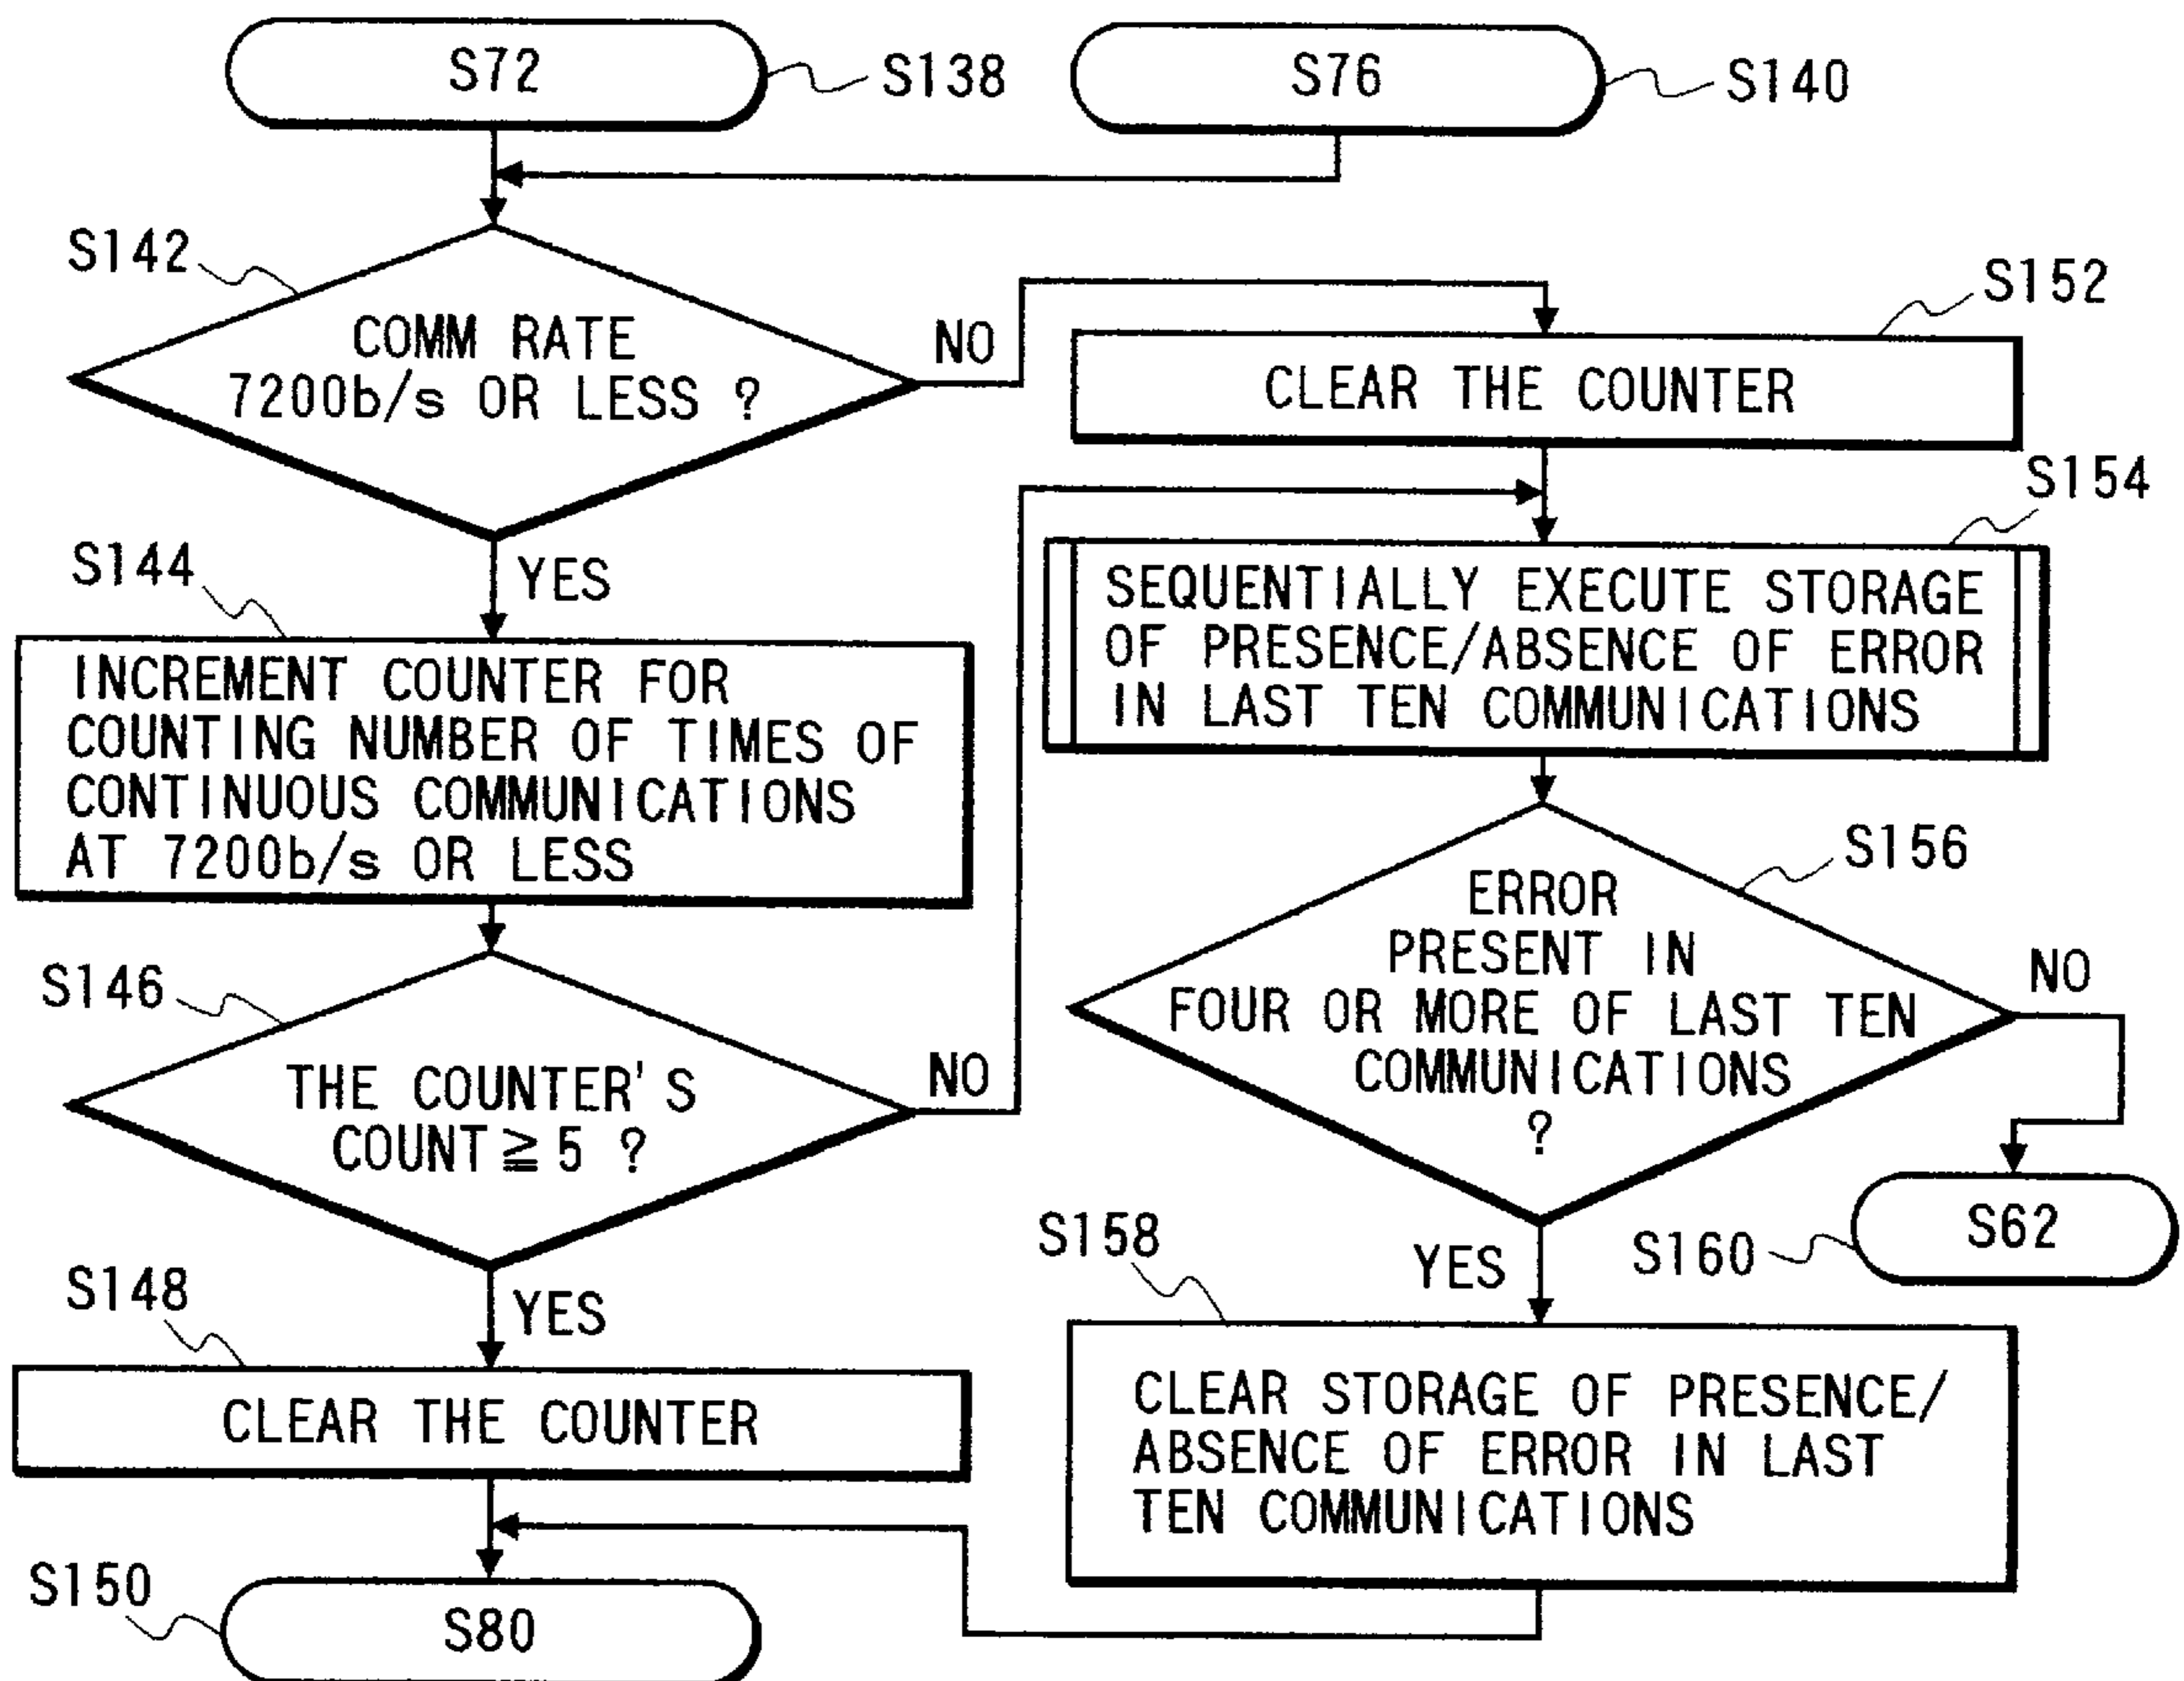 S72
S138
S76
S140
S142
COMM RATE
7200b/s OR LESS ?
NO
S152
CLEAR THE COUNTER
YES
S144
INCREMENT COUNTER FOR
COUNTING NUMBER OF TIMES OF
CONTINUOUS COMMUNICATIONS
AT 7200b/s OR LESS
S154
SEQUENTIALLY EXECUTE STORAGE
OF PRESENCE/ABSENCE OF ERROR
IN LAST TEN COMMUNICATIONS
S146
THE COUNTER'S
COUNT ≧ 5 ?
NO
S156
ERROR
PRESENT IN
FOUR OR MORE OF LAST TEN
COMMUNICATIONS
?
NO
S160
S62
YES
S148
CLEAR THE COUNTER
YES
S158
CLEAR STORAGE OF PRESENCE/
ABSENCE OF ERROR IN LAST
TEN COMMUNICATIONS
S150
S80